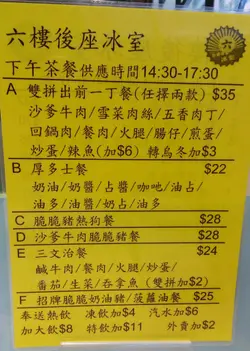 六樓後座冰室
下午茶餐供應時間14:30-17:30
A 雙拼出前一丁餐(任擇兩款) $35
沙爹牛肉/雪菜肉絲/五香肉丁/
回鍋肉/餐肉/火腿/腸仔/煎蛋/
炒蛋/辣魚(加$6) 轉烏冬加$3
B 厚多士餐 $22
奶油/奶醬/占醬/咖吔/油占/
油多/油醬/奶占/油多
C 脆脆豬熱狗餐 $28
D 沙爹牛肉脆脆豬餐 $28
E 三文治餐 $24
鹹牛肉/餐肉/火腿/炒蛋/
番茄/生菜/吞拿魚 (雙拼加$2)
F 招牌脆脆奶油豬/菠蘿油餐 $25
奉送熱飲 凍飲加$4 汽水加$6
加大飲$8 特飲加$11 外賣加$2